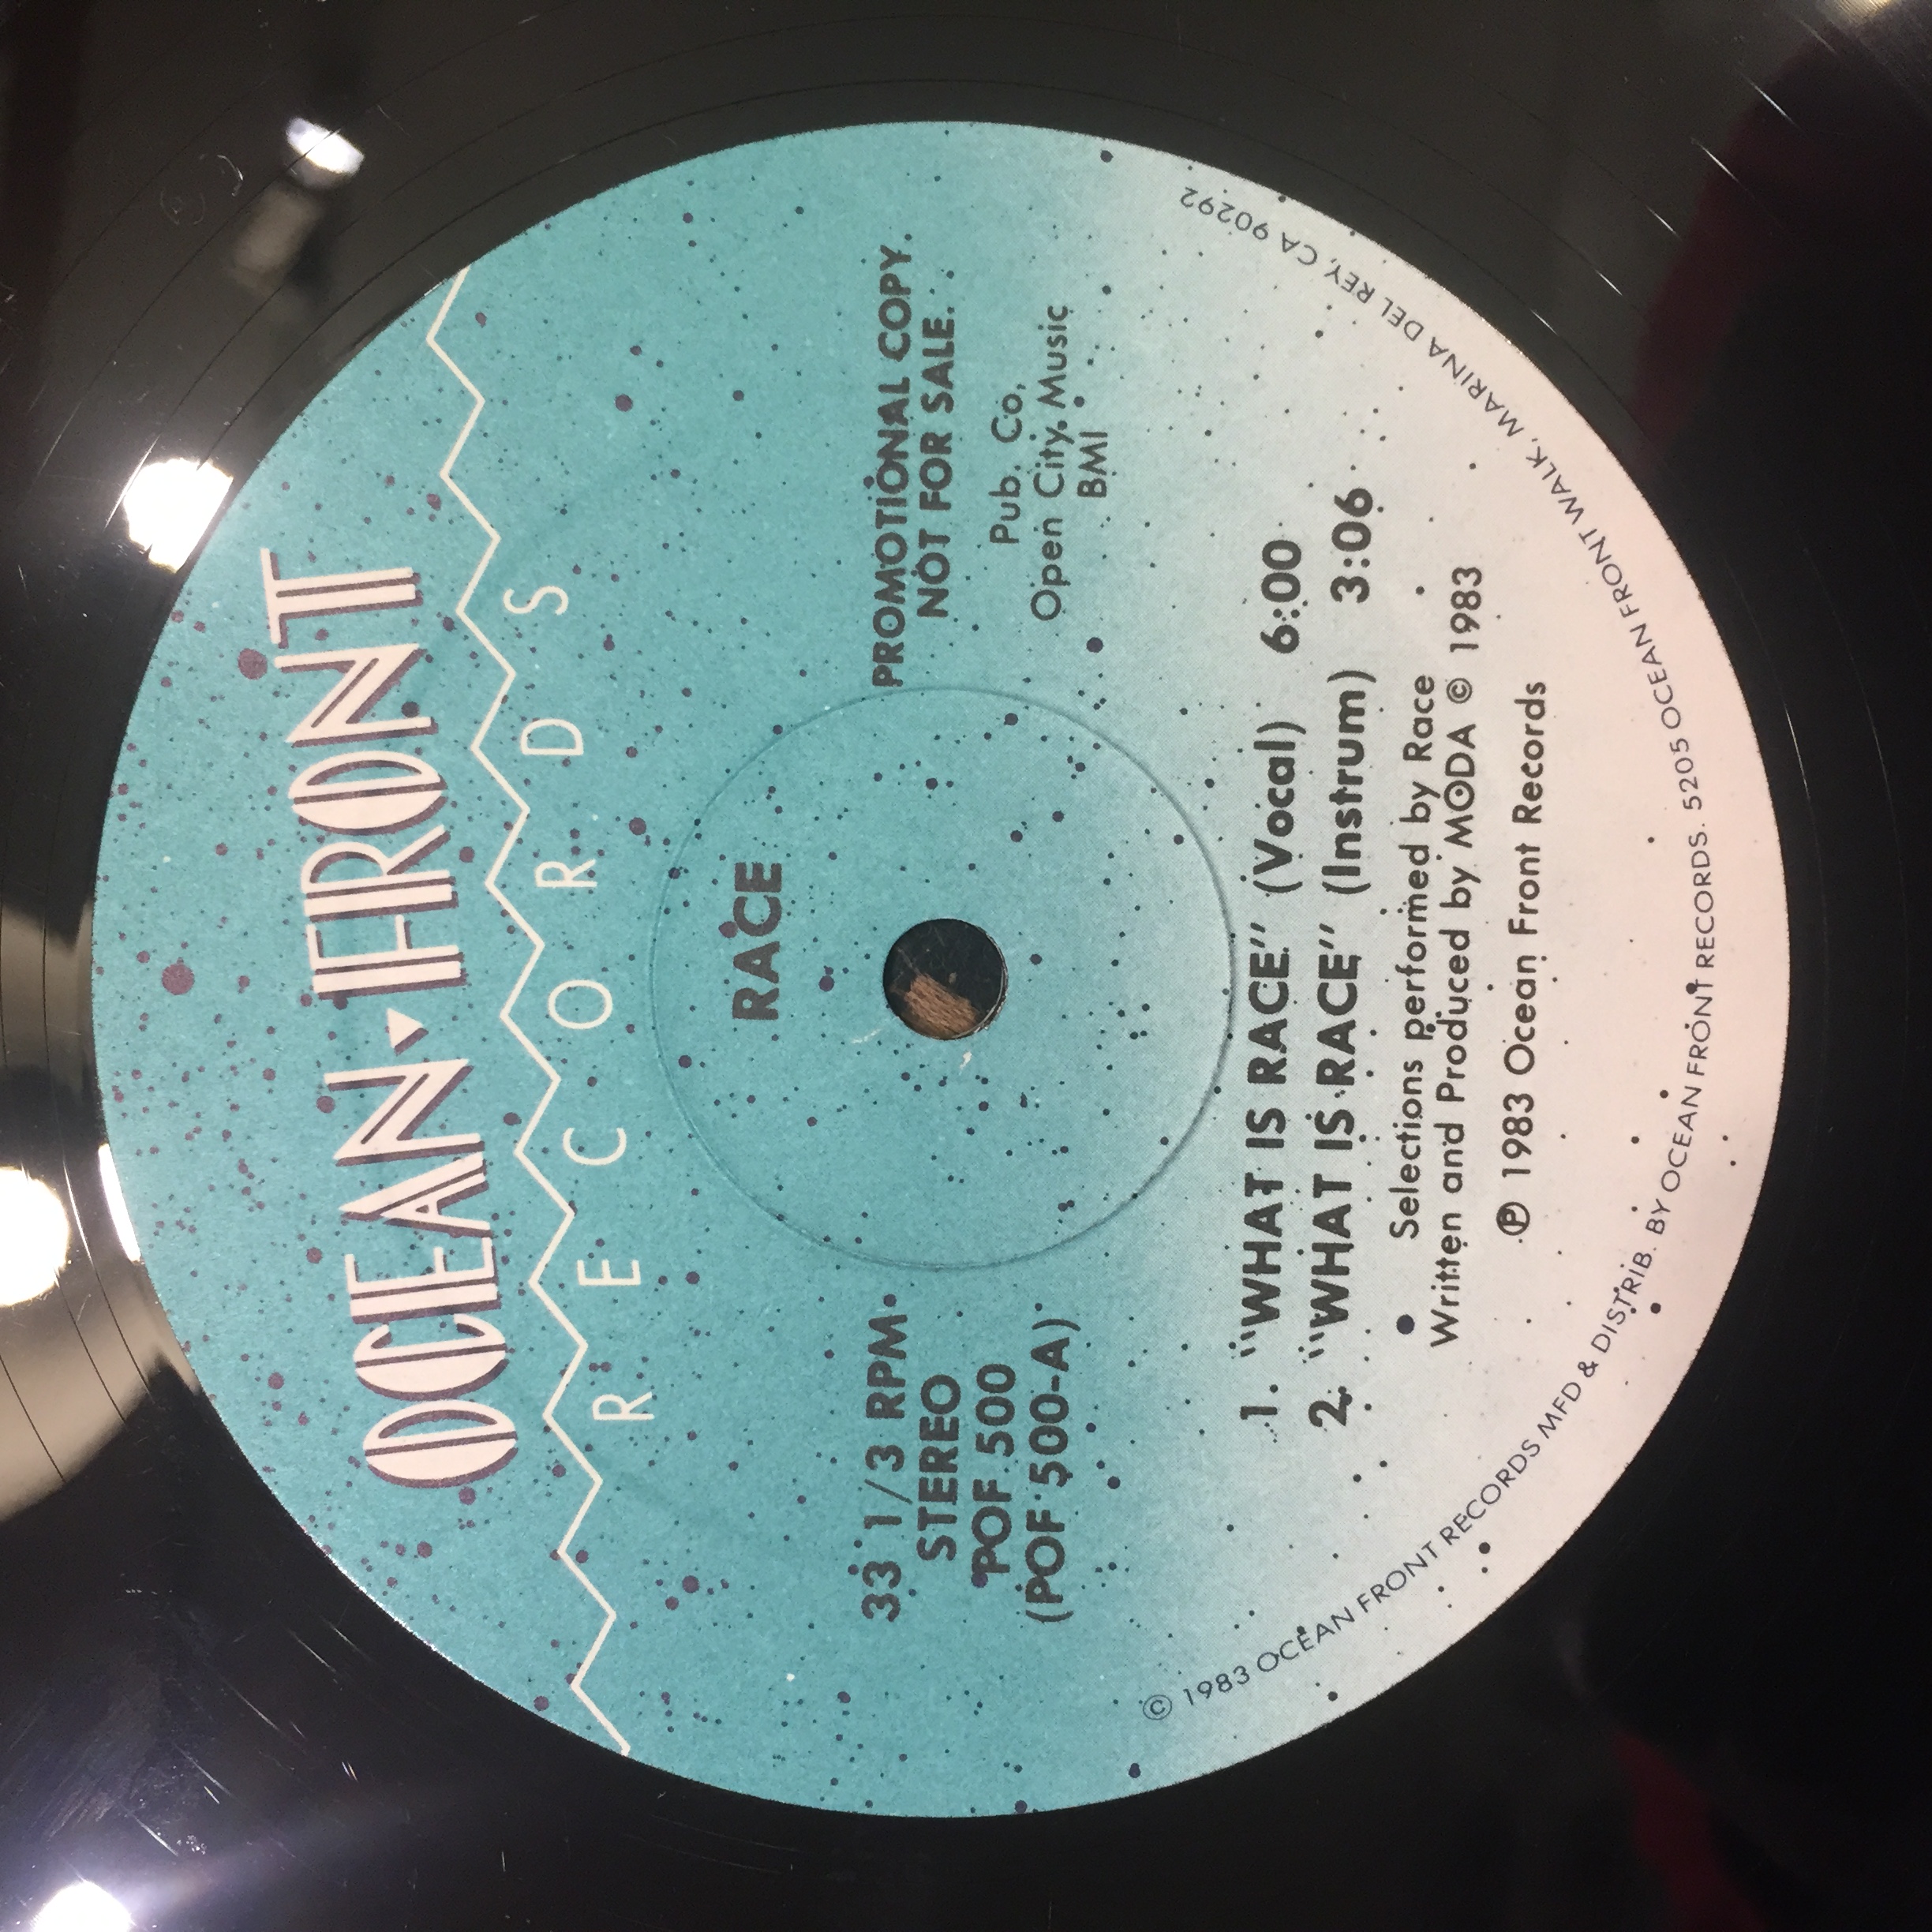 OCEAN FRONT
RECORDS
RACE
33 1/3 RPM
STEREO
POF 500
(POF 500-A)
PROMOTIONAL COPY.
NOT FOR SALE.
Pub. Co.
Open City Music
BMI
1. "WHAT IS RACE" (Vocal) 6:00
2. "WHAT IS RACE" (Instrum) 3:06
Selections performed by Race
Written and Produced by MODA © 1983
℗ 1983 Ocean Front Records
© 1983 OCEAN FRONT RECORDS MFD & DISTRIB. BY OCEAN FRONT RECORDS. 5205 OCEAN FRONT WALK, MARINA DEL REY, CA 90292